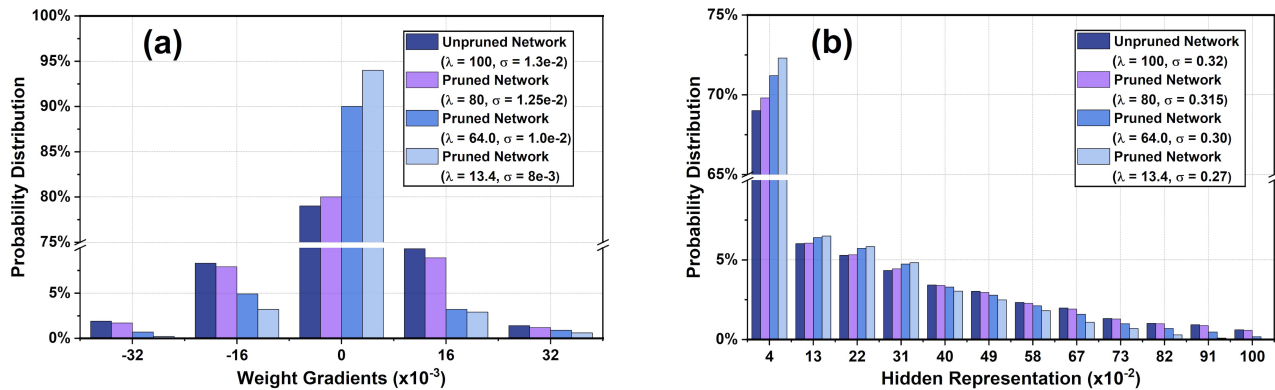 (a)
Probability Distribution
100%
95%
90%
85%
80%
75%
5%
0%
Unpruned Network
(λ = 100, σ = 1.3e-2)
Pruned Network
(λ = 80, σ = 1.25e-2)
Pruned Network
(λ = 64.0, σ = 1.0e-2)
Pruned Network
(λ = 13.4, σ = 8e-3)
-32 -16 0 16 32
Weight Gradients (x10⁻³)
(b)
Probability Distribution
75%
70%
65%
5%
0%
Unpruned Network
(λ = 100, σ = 0.32)
Pruned Network
(λ = 80, σ = 0.315)
Pruned Network
(λ = 64.0, σ = 0.30)
Pruned Network
(λ = 13.4, σ = 0.27)
4 13 22 31 40 49 58 67 73 82 91 100
Hidden Representation (x10⁻²)